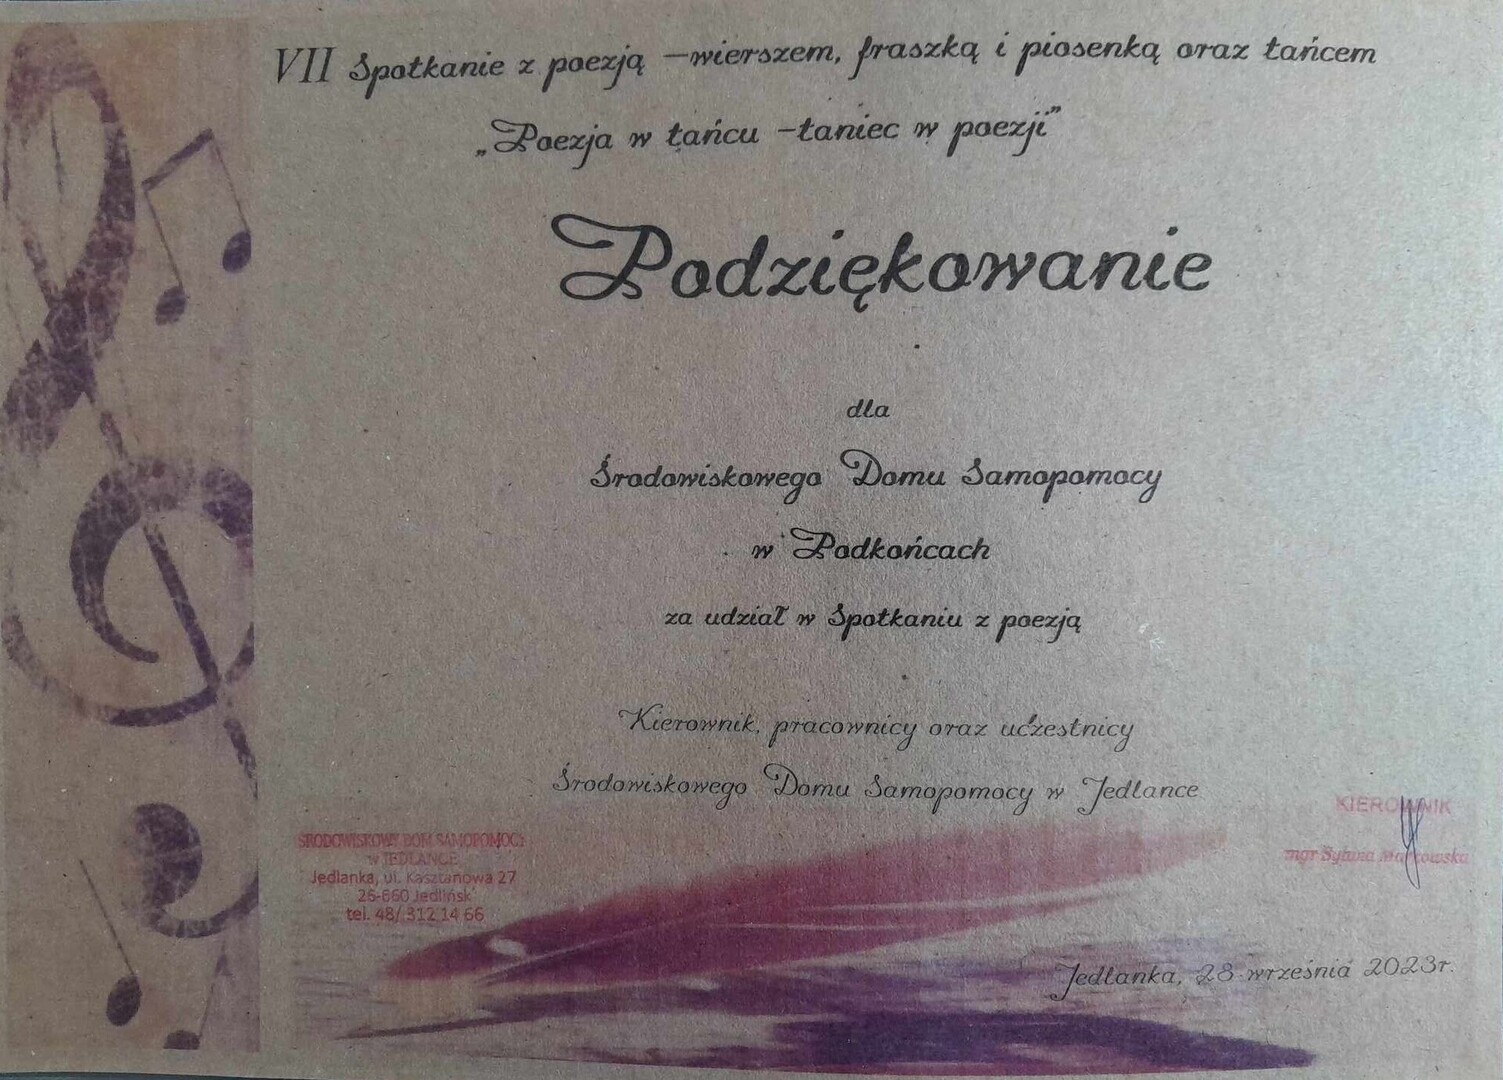 VII Spotkanie z poezją –wierszem, fraszką i piosenką oraz tańcem
„Poezja w tańcu –taniec w poezji”
Podziękowanie
dla
Środowiskowego Domu Samopomocy
w Podkońcach
za udział w Spotkaniu z poezją
Kierownik, pracownicy oraz uczestnicy
Środowiskowego Domu Samopomocy w Jedlance
ŚRODOWISKOWY DOM SAMOPOMOCY
w JEDLANCE
Jedlanka, ul. Kasztanowa 27
26-660 Jedlińsk
tel. 48/ 312 14 66
KIEROWNIK
mgr Sylwia
Jedlanka, 28 września 2023r.